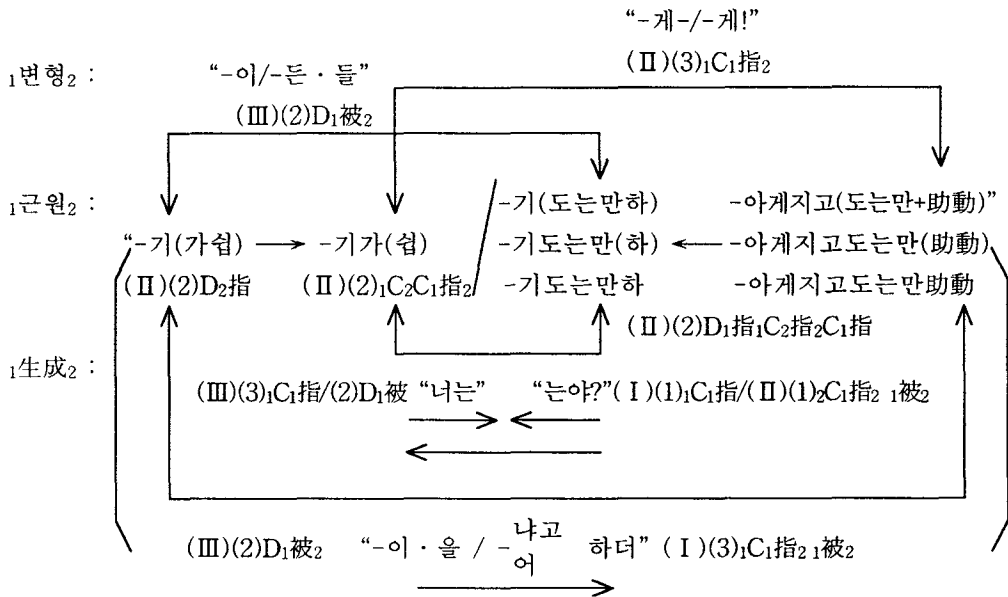 "-게-/-게!"
₁변형₂ : "-이/-든 · 들" (Ⅱ)(3)₁C₁指₂
(Ⅲ)(2)D₁被₂
₁근원₂ : -기(도는만하) -아게지고(도는만+助動)"
"-기(가쉽) -기가(쉽) -기도는만(하) -아게지고도는만(助動)
(Ⅱ)(2)D₂指 (Ⅱ)(2)₁C₂C₁指₂ -기도는만하 -아게지고도는만助動
(Ⅱ)(2)D₁指₁C₂指₂C₁指
₁生成₂ :
(Ⅲ)(3)₁C₁指/(2)D₁被 "너는" "는야?"(Ⅰ)(1)₁C₁指/(Ⅱ)(1)₂C₁指₂ ₁被₂
(Ⅲ)(2)D₁被₂ "-이 · 을 / -냐고 어 하더" (Ⅰ)(3)₁C₁指₂ ₁被₂